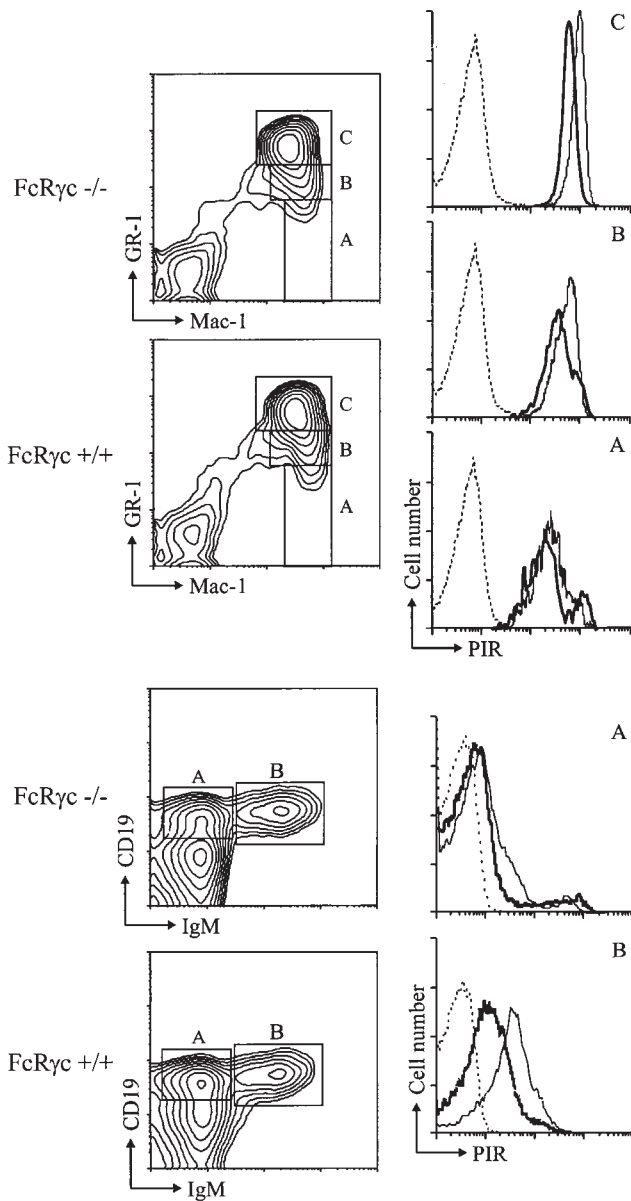 C
FcRγc -/-
C
B
A
GR-1
Mac-1
B
FcRγc +/+
C
B
A
GR-1
Mac-1
A
Cell number
PIR
FcRγc -/-
A
B
CD19
IgM
A
FcRγc +/+
A
B
CD19
IgM
B
Cell number
PIR